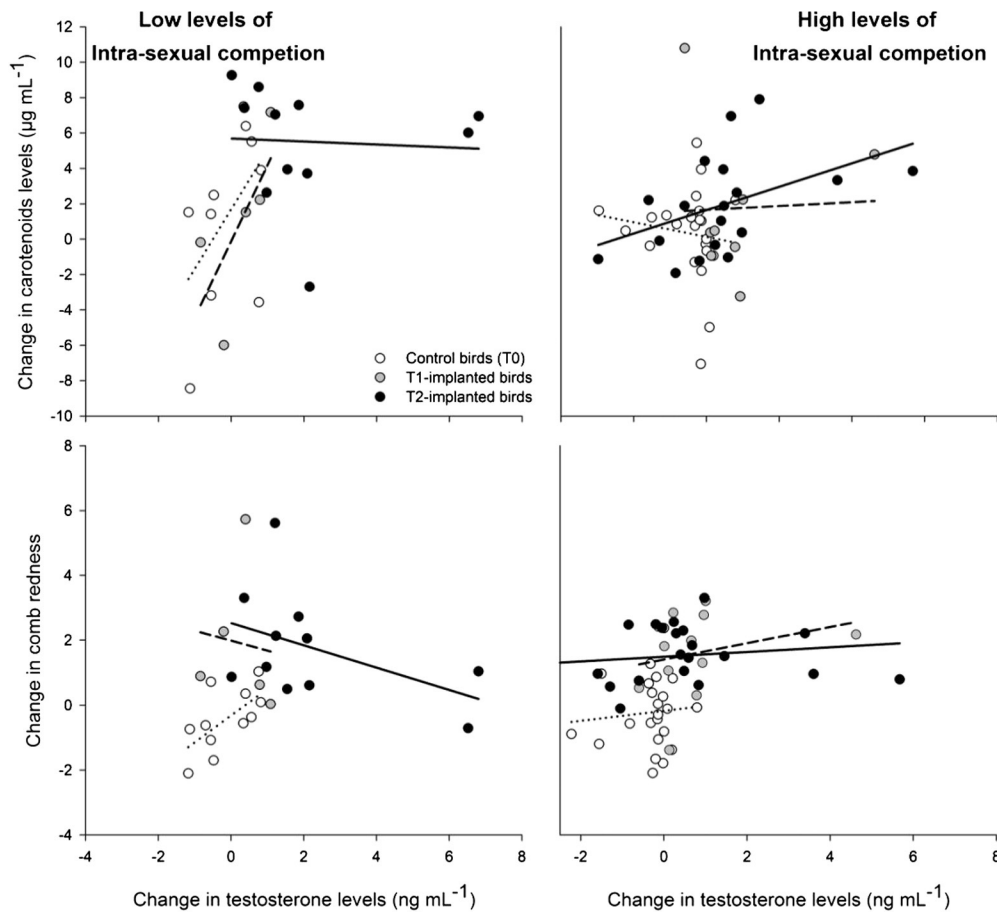 Low levels of
Intra-sexual competion
High levels of
Intra-sexual competion
Change in carotenoids levels (µg mL⁻¹)
12
10
8
6
4
2
0
-2
-4
-6
-8
-10
Control birds (T0)
T1-implanted birds
T2-implanted birds
Change in comb redness
8
6
4
2
0
-2
-4
-4
-2
0
2
4
6
8
-2
0
2
4
6
8
Change in testosterone levels (ng mL⁻¹)
Change in testosterone levels (ng mL⁻¹)